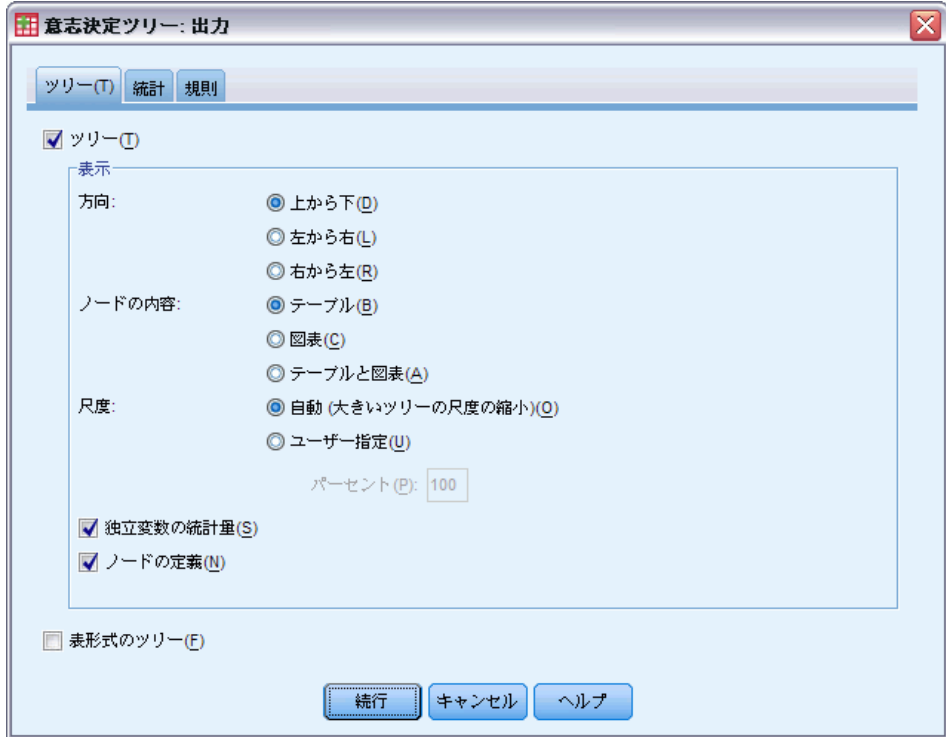 意志決定ツリー: 出力
ツリー(T) 統計 規則
ツリー(T)
表示
方向: 上から下(D)
左から右(L)
右から左(R)
ノードの内容: テーブル(B)
図表(C)
テーブルと図表(A)
尺度: 自動 (大きいツリーの尺度の縮小)(O)
ユーザー指定(U)
パーセント(P): 100
独立変数の統計量(S)
ノードの定義(N)
表形式のツリー(F)
続行 キャンセル ヘルプ